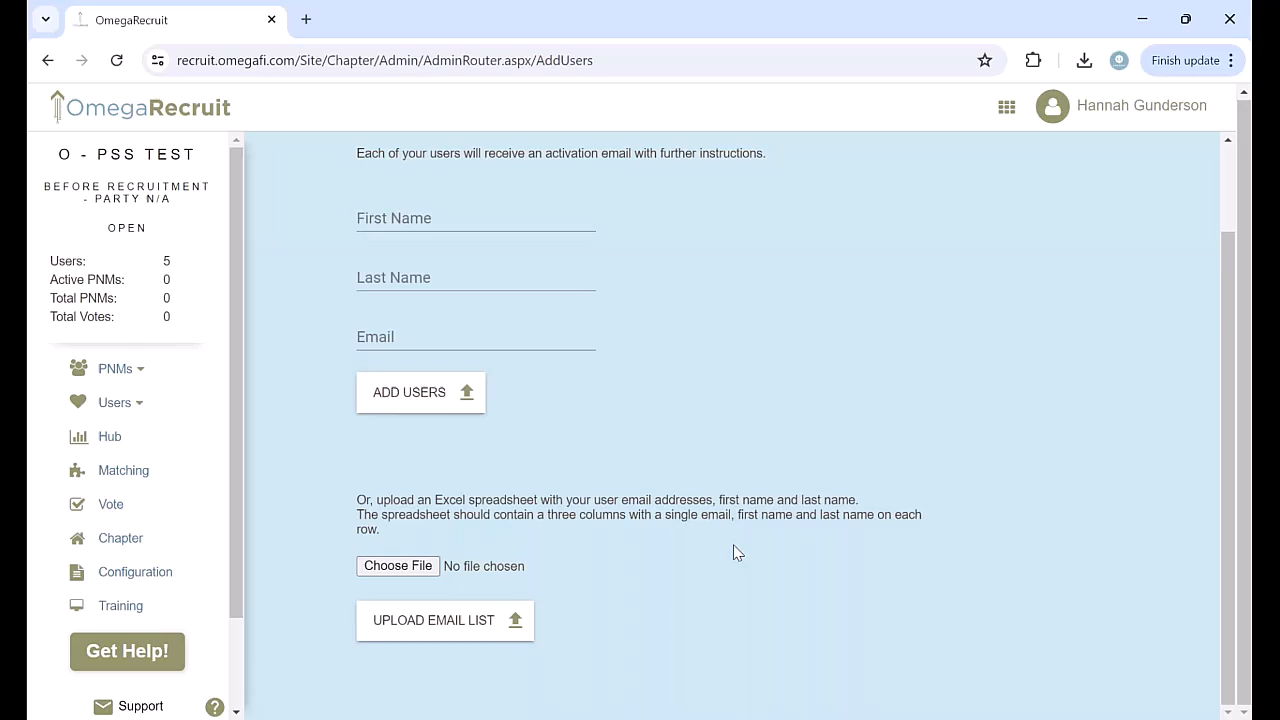 OmegaRecruit
Finish update
recruit.omegafi.com/Site/Chapter/Admin/AdminRouter.aspx/AddUsers
OmegaRecruit
Hannah Gunderson
O - PSS TEST
BEFORE RECRUITMENT
- PARTY N/A
OPEN
Users: 5
Active PNMs: 0
Total PNMs: 0
Total Votes: 0
PNMs
Users
Hub
Matching
Vote
Chapter
Configuration
Training
Get Help!
Support
?
Each of your users will receive an activation email with further instructions.
First Name
Last Name
Email
ADD USERS
Or, upload an Excel spreadsheet with your user email addresses, first name and last name.
The spreadsheet should contain a three columns with a single email, first name and last name on each
row.
Choose File No file chosen
UPLOAD EMAIL LIST